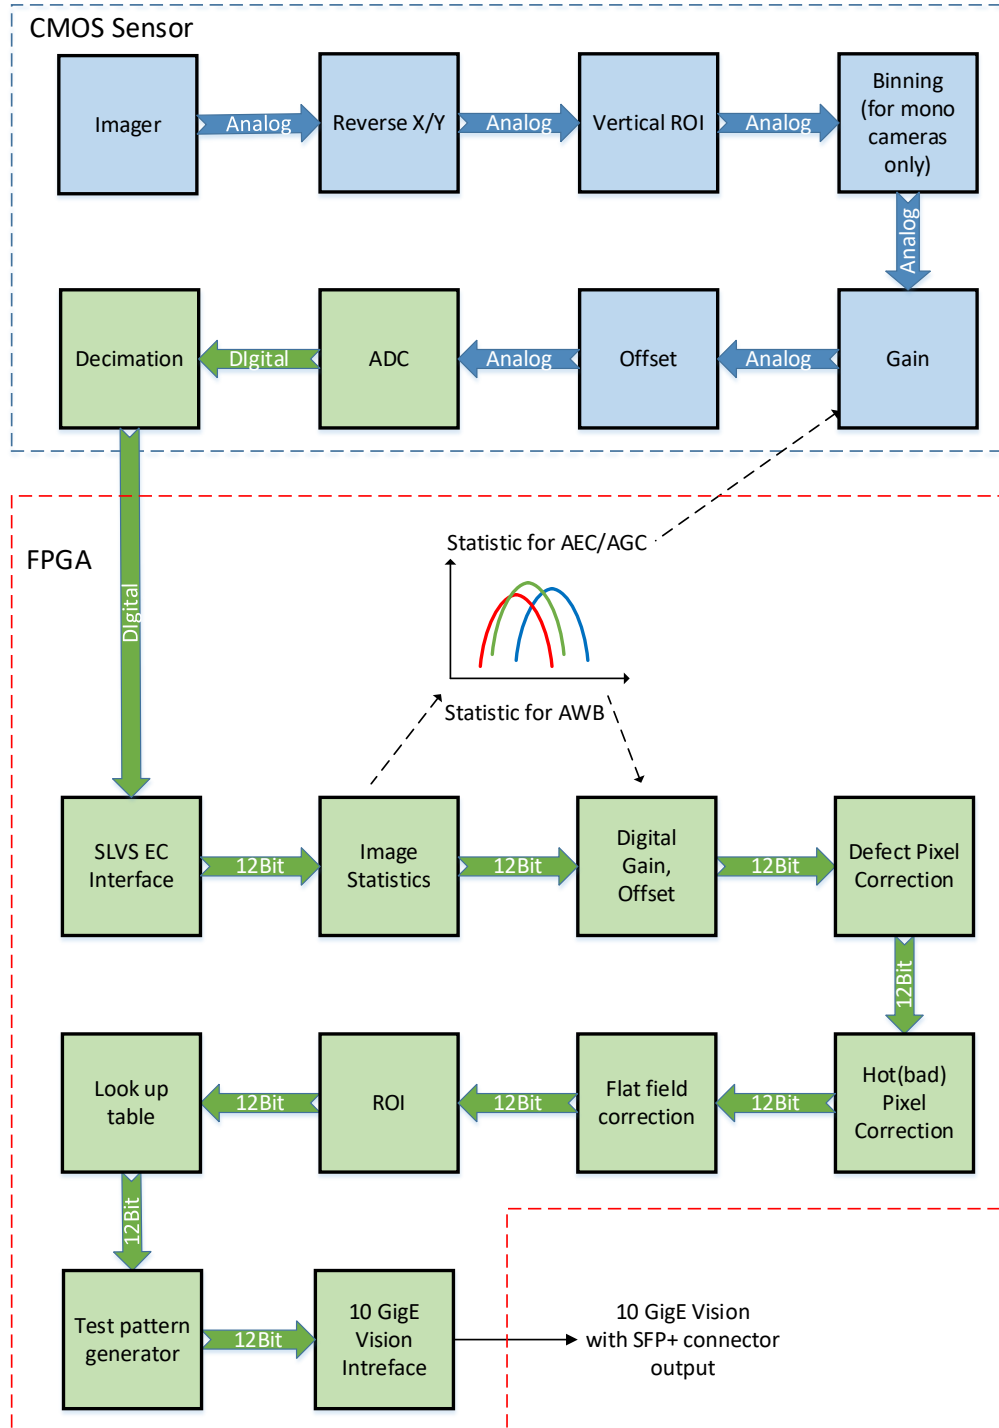 CMOS Sensor
Imager
Analog
Reverse X/Y
Analog
Vertical ROI
Analog
Binning
(for mono
cameras
only)
Analog
Gain
Analog
Offset
Analog
ADC
DIgital
Decimation
DIgital
FPGA
Statistic for AEC/AGC
Statistic for AWB
SLVS EC
Interface
12Bit
Image
Statistics
12Bit
Digital
Gain,
Offset
12Bit
Defect Pixel
Correction
12Bit
Hot(bad)
Pixel
Correction
12Bit
Flat field
correction
12Bit
ROI
12Bit
Look up
table
12Bit
Test pattern
generator
12Bit
10 GigE
Vision
Intreface
10 GigE Vision
with SFP+ connector
output